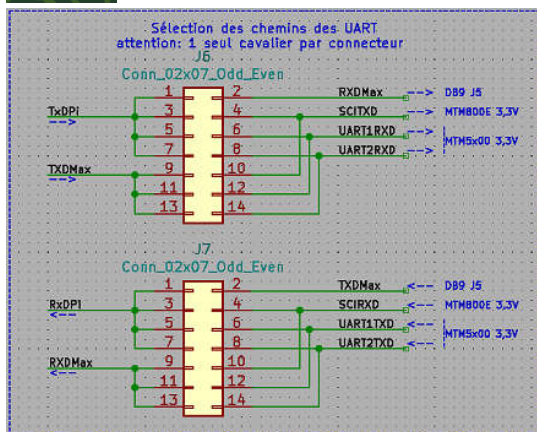 Sélection des chemins des UART
attention: 1 seul cavalier par connecteur
J6
Conn_02x07_Odd_Even
1 2 RXDMax --> DB9 J5
TxDPi --> 3 4 SCITXD --> MTM800E 3,3V
5 6 UART1RXD -->
7 8 UART2RXD --> MTM5x00 3,3V
TXDMax --> 9 10
11 12
13 14
J7
Conn_02x07_Odd_Even
1 2 TXDMax <-- DB9 J5
RxDPi <-- 3 4 SCIRXD <-- MTM800E 3,3V
5 6 UART1TXD <--
7 8 UART2TXD <-- MTM5x00 3,3V
RXDMax <-- 9 10
11 12
13 14